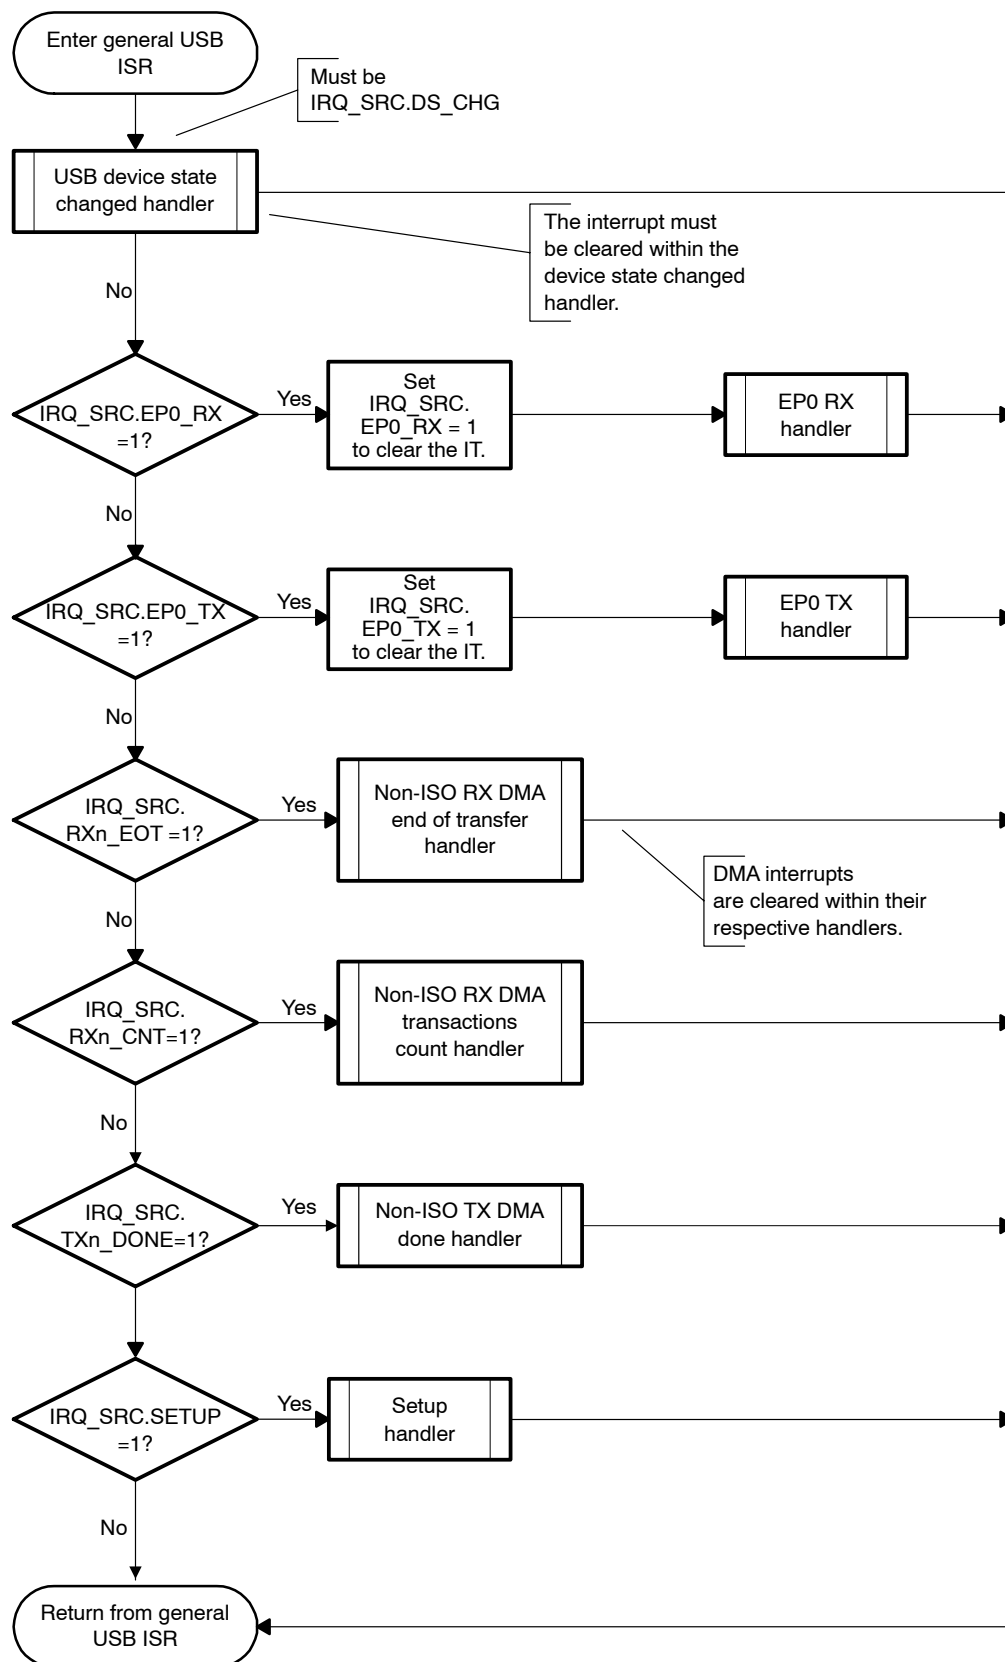 Enter general USB
ISR
Must be
IRQ_SRC.DS_CHG
USB device state
changed handler
The interrupt must
be cleared within the
device state changed
handler.
No
IRQ_SRC.EP0_RX
=1?
Yes
Set
IRQ_SRC.
EP0_RX = 1
to clear the IT.
EP0 RX
handler
No
IRQ_SRC.EP0_TX
=1?
Yes
Set
IRQ_SRC.
EP0_TX = 1
to clear the IT.
EP0 TX
handler
No
IRQ_SRC.
RXn_EOT =1?
Yes
Non-ISO RX DMA
end of transfer
handler
DMA interrupts
are cleared within their
respective handlers.
No
IRQ_SRC.
RXn_CNT=1?
Yes
Non-ISO RX DMA
transactions
count handler
No
IRQ_SRC.
TXn_DONE=1?
Yes
Non-ISO TX DMA
done handler
IRQ_SRC.SETUP
=1?
Yes
Setup
handler
No
Return from general
USB ISR